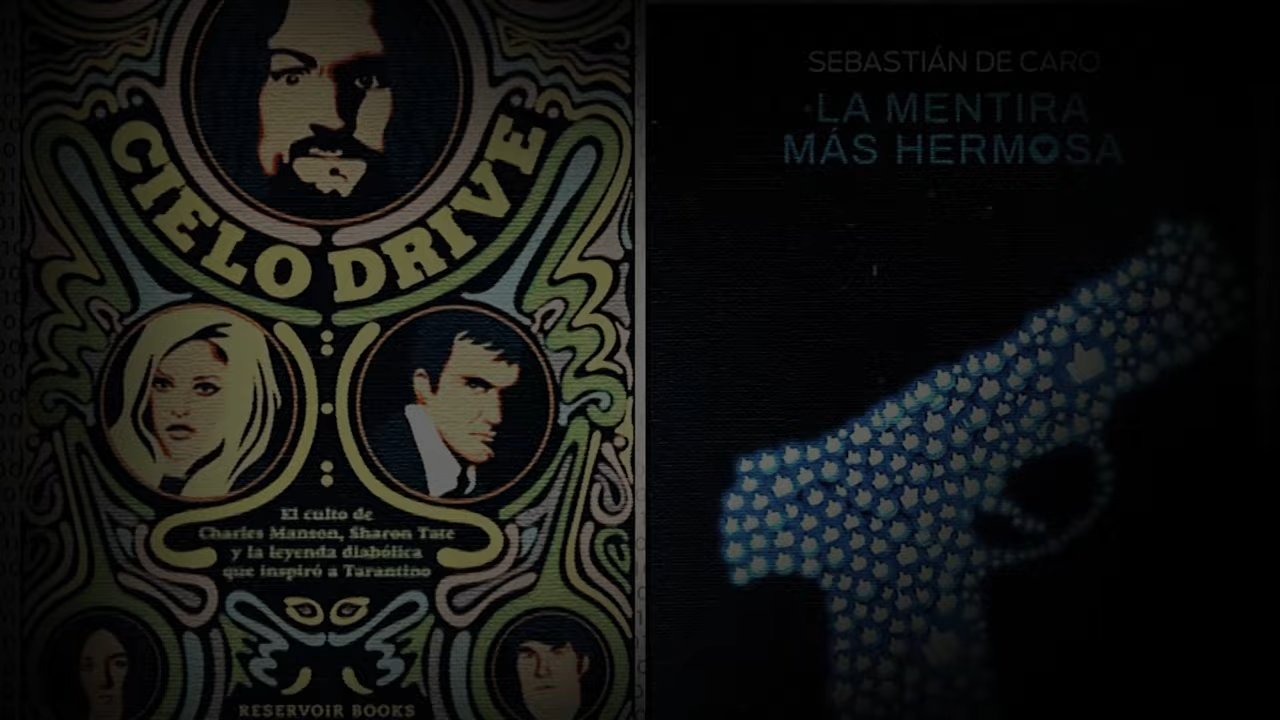 CIELO DRIVE
El culto de
Charles Manson, Sharon Tate
y la leyenda diabólica
que inspiró a Tarantino
RESERVOIR BOOKS
SEBASTIÁN DE CARO
LA MENTIRA
MÁS HERMOSA